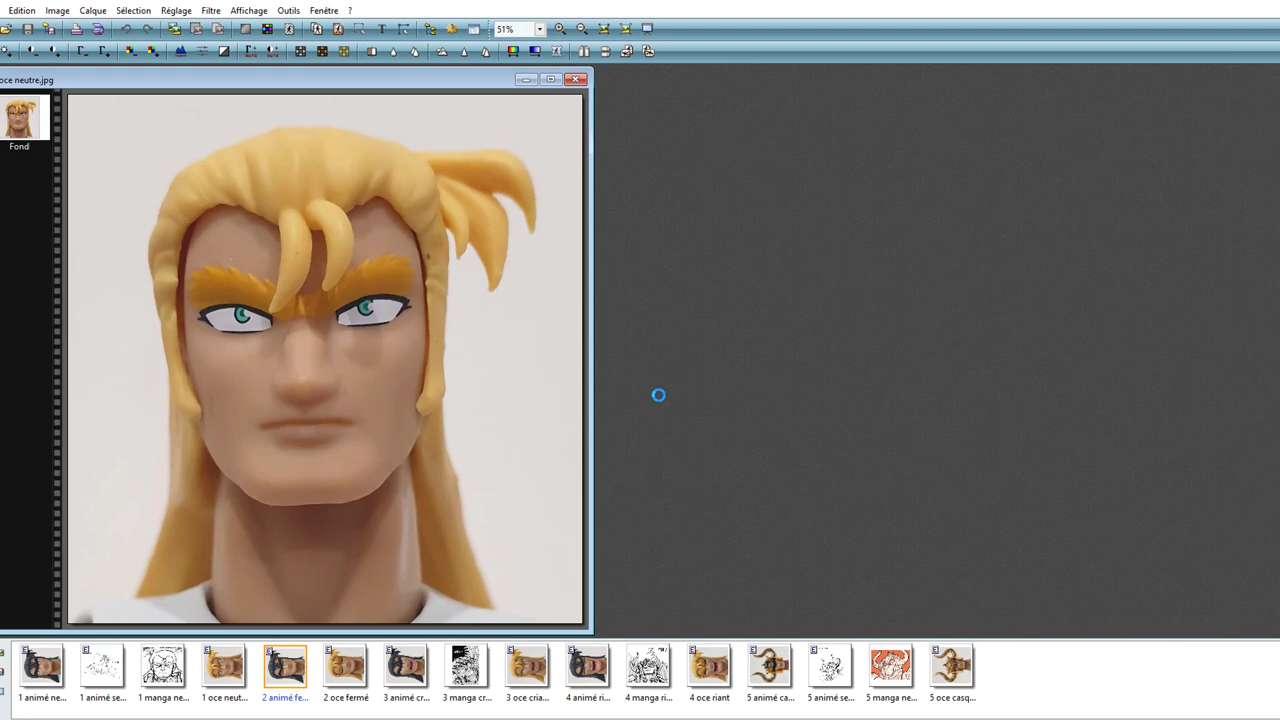 Edition Image Calque Sélection Réglage Filtre Affichage Outils Fenêtre ?
51%
AUTO AUTO
oce neutre.jpg
Fond
1 animé ne... 1 animé se... 1 manga ne... 1 oce neut... 2 animé fe... 2 oce fermé 3 animé cr... 3 manga cr... 3 oce cria... 4 animé ri... 4 manga ri... 4 oce riant 5 animé ca... 5 animé se... 5 manga ne... 5 oce casq...